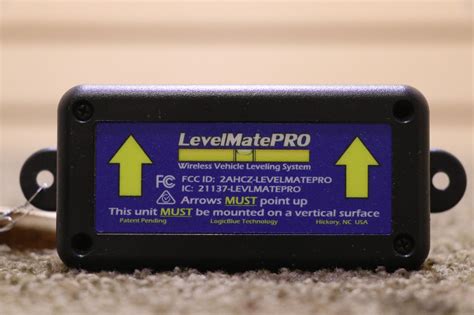 LevelMatePRO
Wireless Vehicle Leveling System
FCC ID: 2AHCZ-LEVELMATEPRO
IC: 21137-LEVLMATEPRO
Arrows MUST point up
This unit MUST be mounted on a vertical surface
Patent Pending LogicBlue Technology Hickory, NC USA